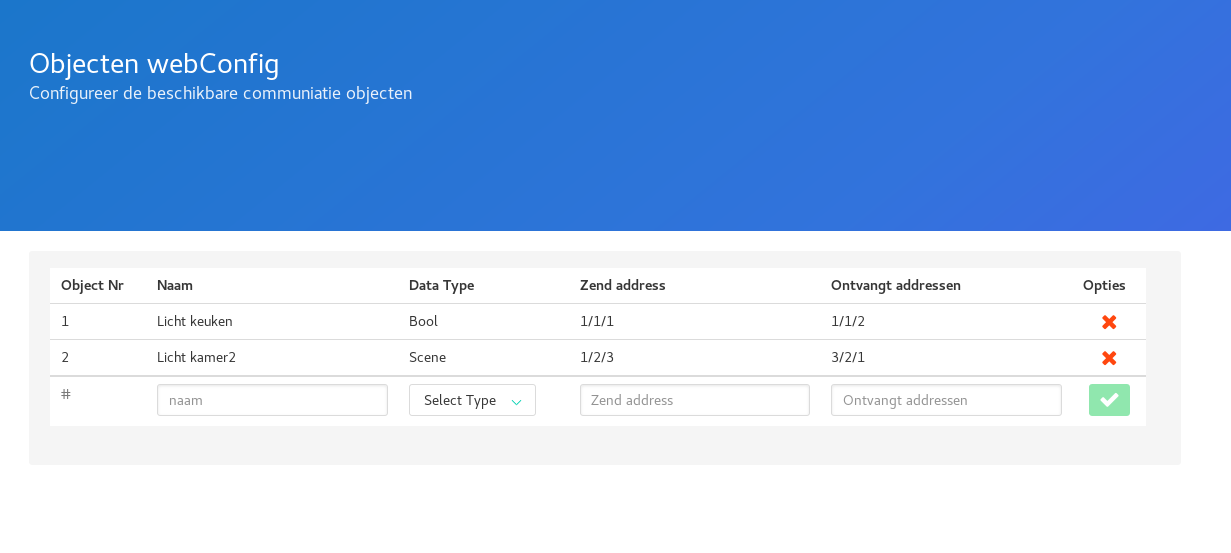 Objecten webConfig
Configureer de beschikbare communiatie objecten
Object Nr Naam Data Type Zend address Ontvangt addressen Opties
1 Licht keuken Bool 1/1/1 1/1/2
2 Licht kamer2 Scene 1/2/3 3/2/1
# naam Select Type Zend address Ontvangt addressen